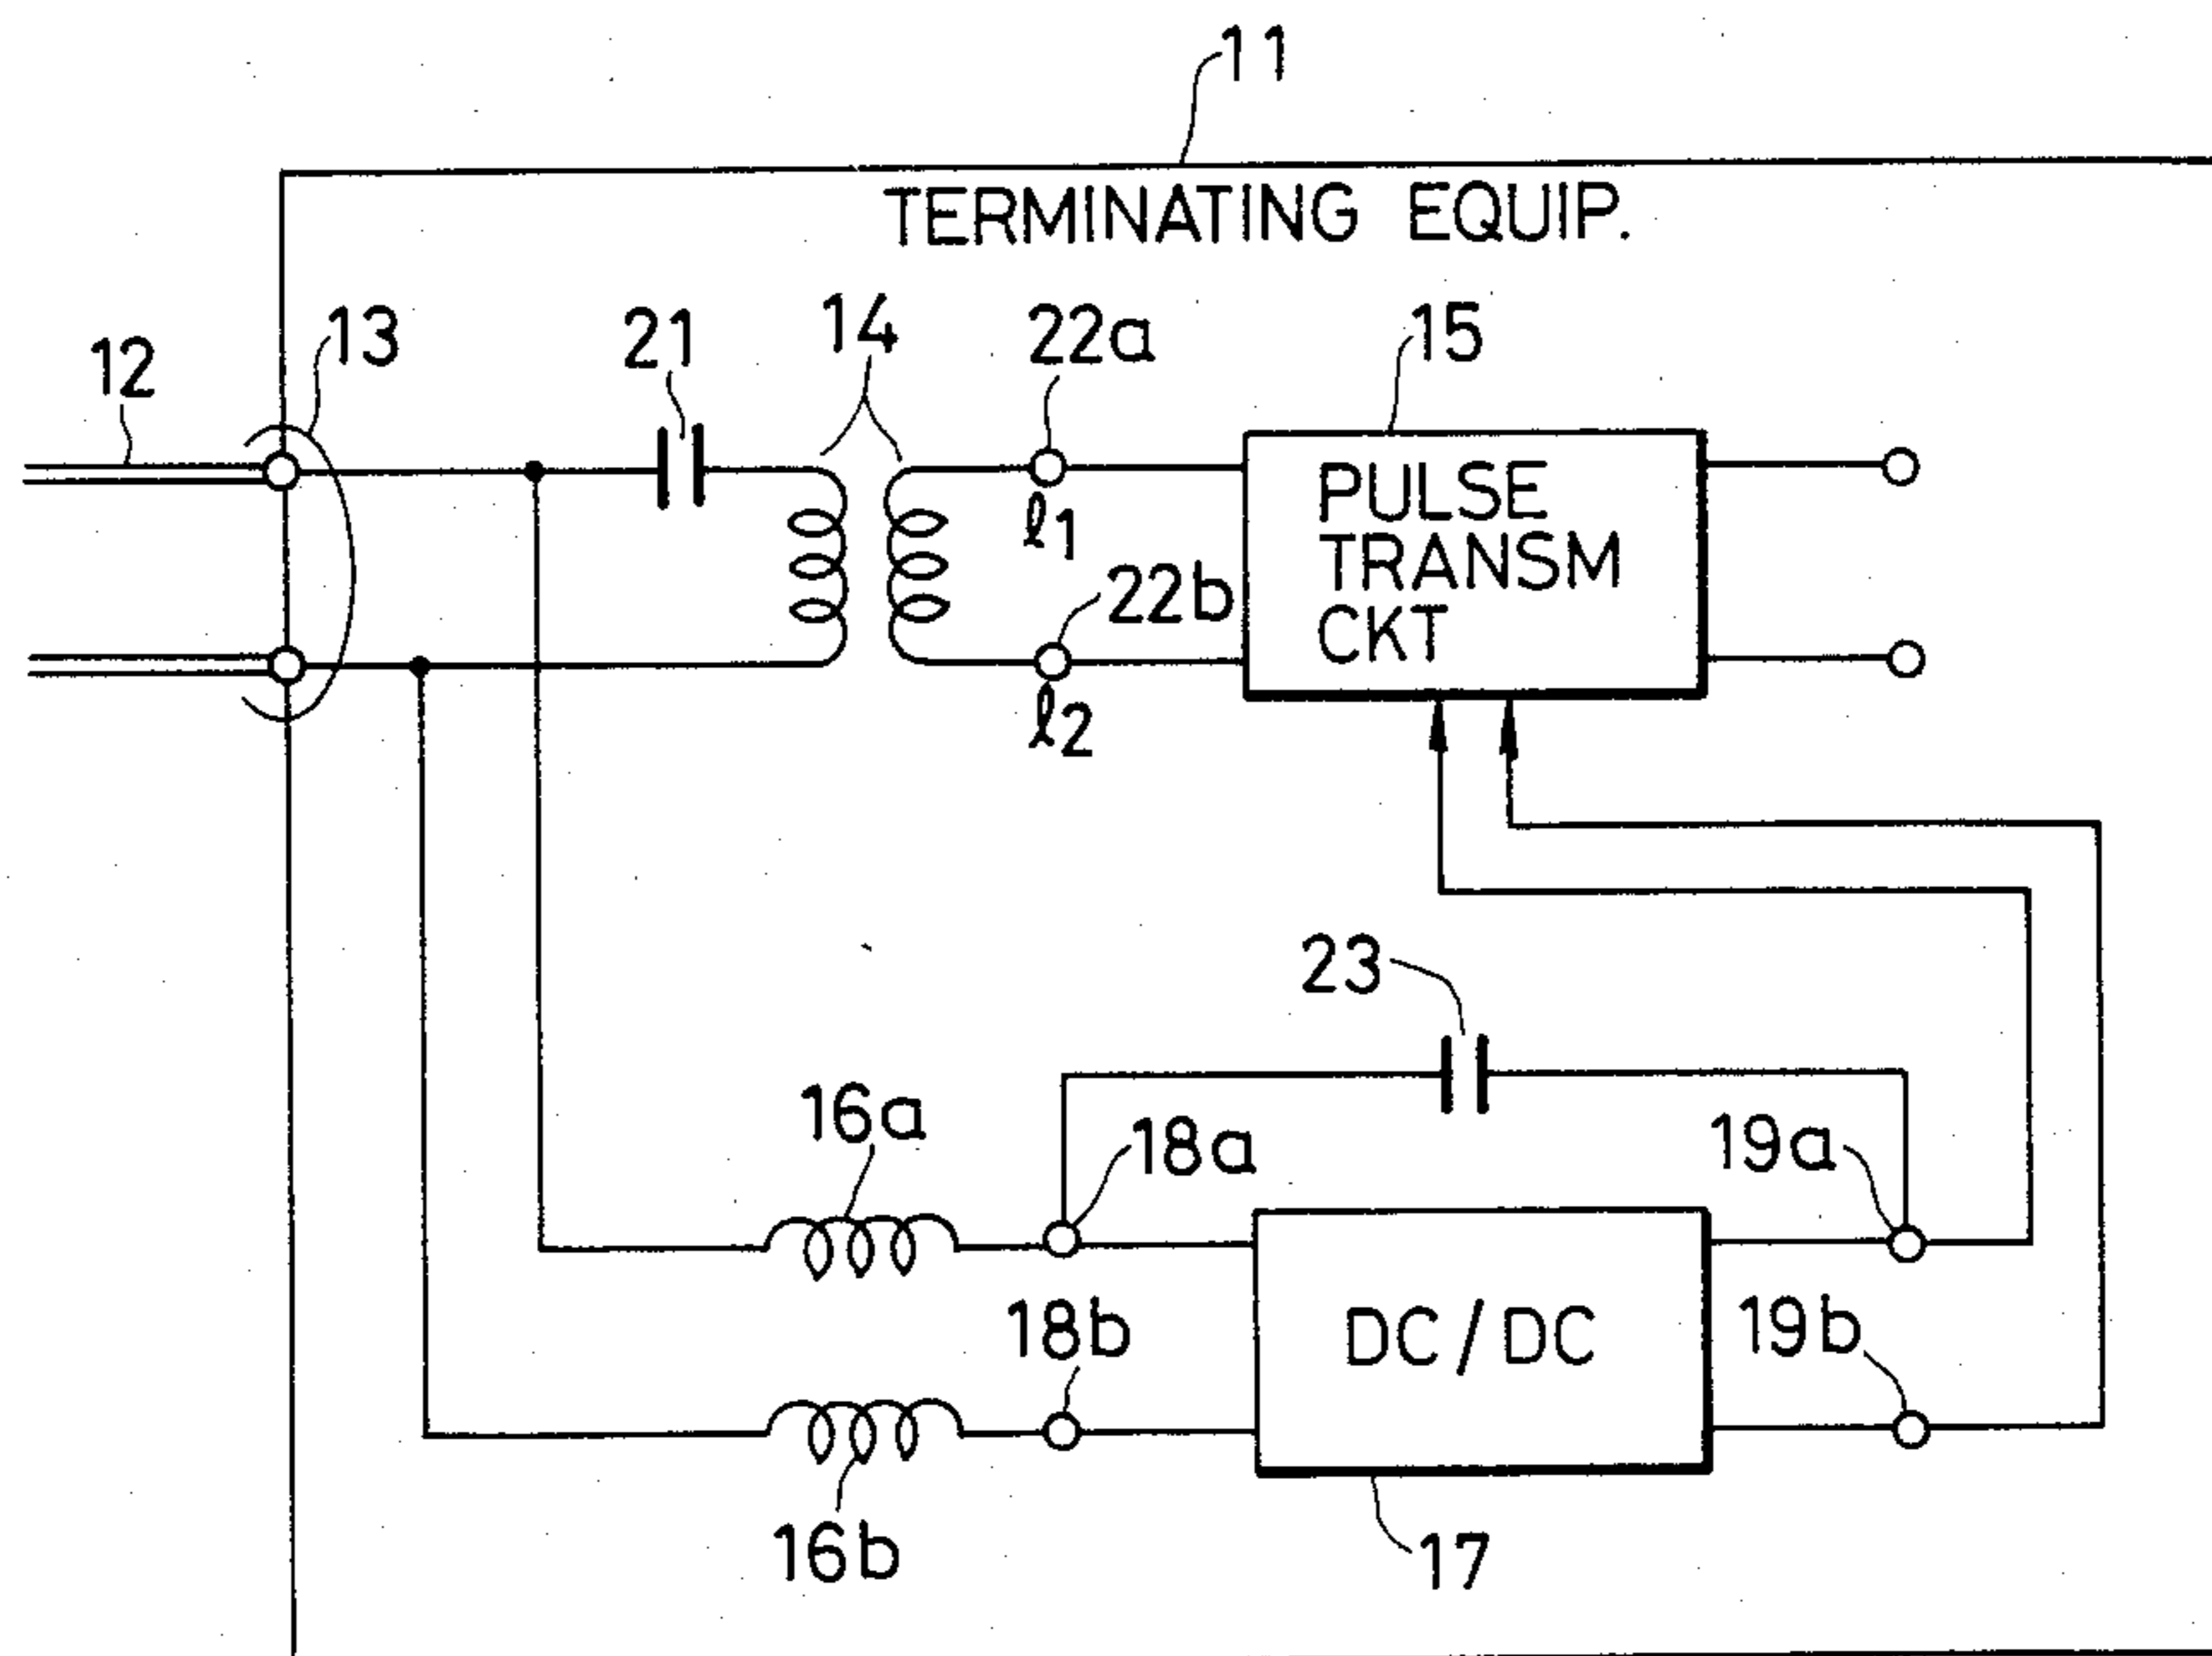 11
TERMINATING EQUIP.
12
13
21
14
22a
15
ℓ1
PULSE
TRANSM
CKT
22b
ℓ2
23
16a
18a
19a
18b
DC/DC
19b
16b
17